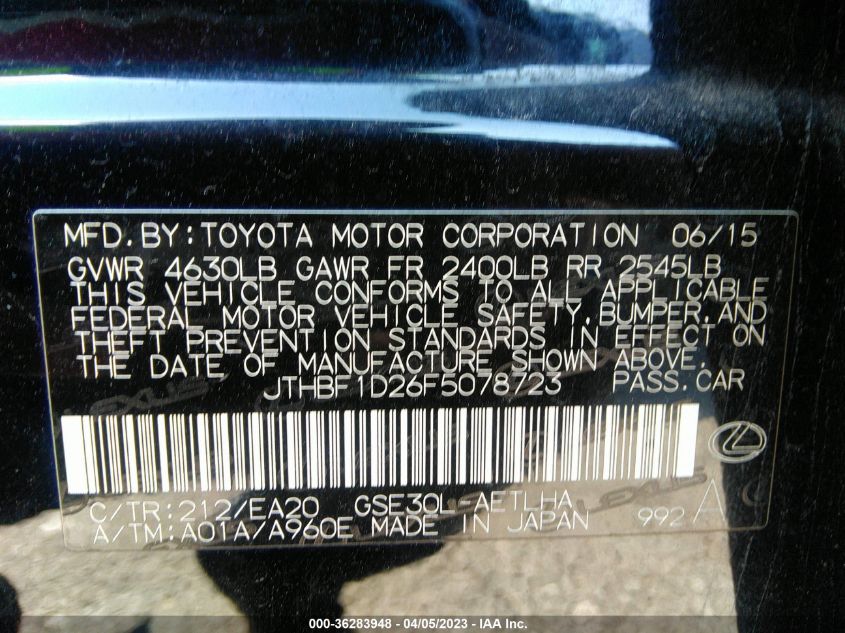 MFD.BY:TOYOTA MOTOR CORPORATION 06/15
GVWR 4630LB GAWR FR 2400LB RR 2545LB
THIS VEHICLE CONFORMS TO ALL APPLICABLE
FEDERAL MOTOR VEHICLE SAFETY,BUMPER,AND
THEFT PREVENTION STANDARDS IN EFFECT ON
THE DATE OF MANUFACTURE SHOWN ABOVE.
JTHBF1D26F5078723 PASS.CAR
C/TR:212/EA20 GSE30L AETLHA
A/TM:A01A/A960E MADE IN JAPAN 992 A
000-36283948 - 04/05/2023 - IAA Inc.